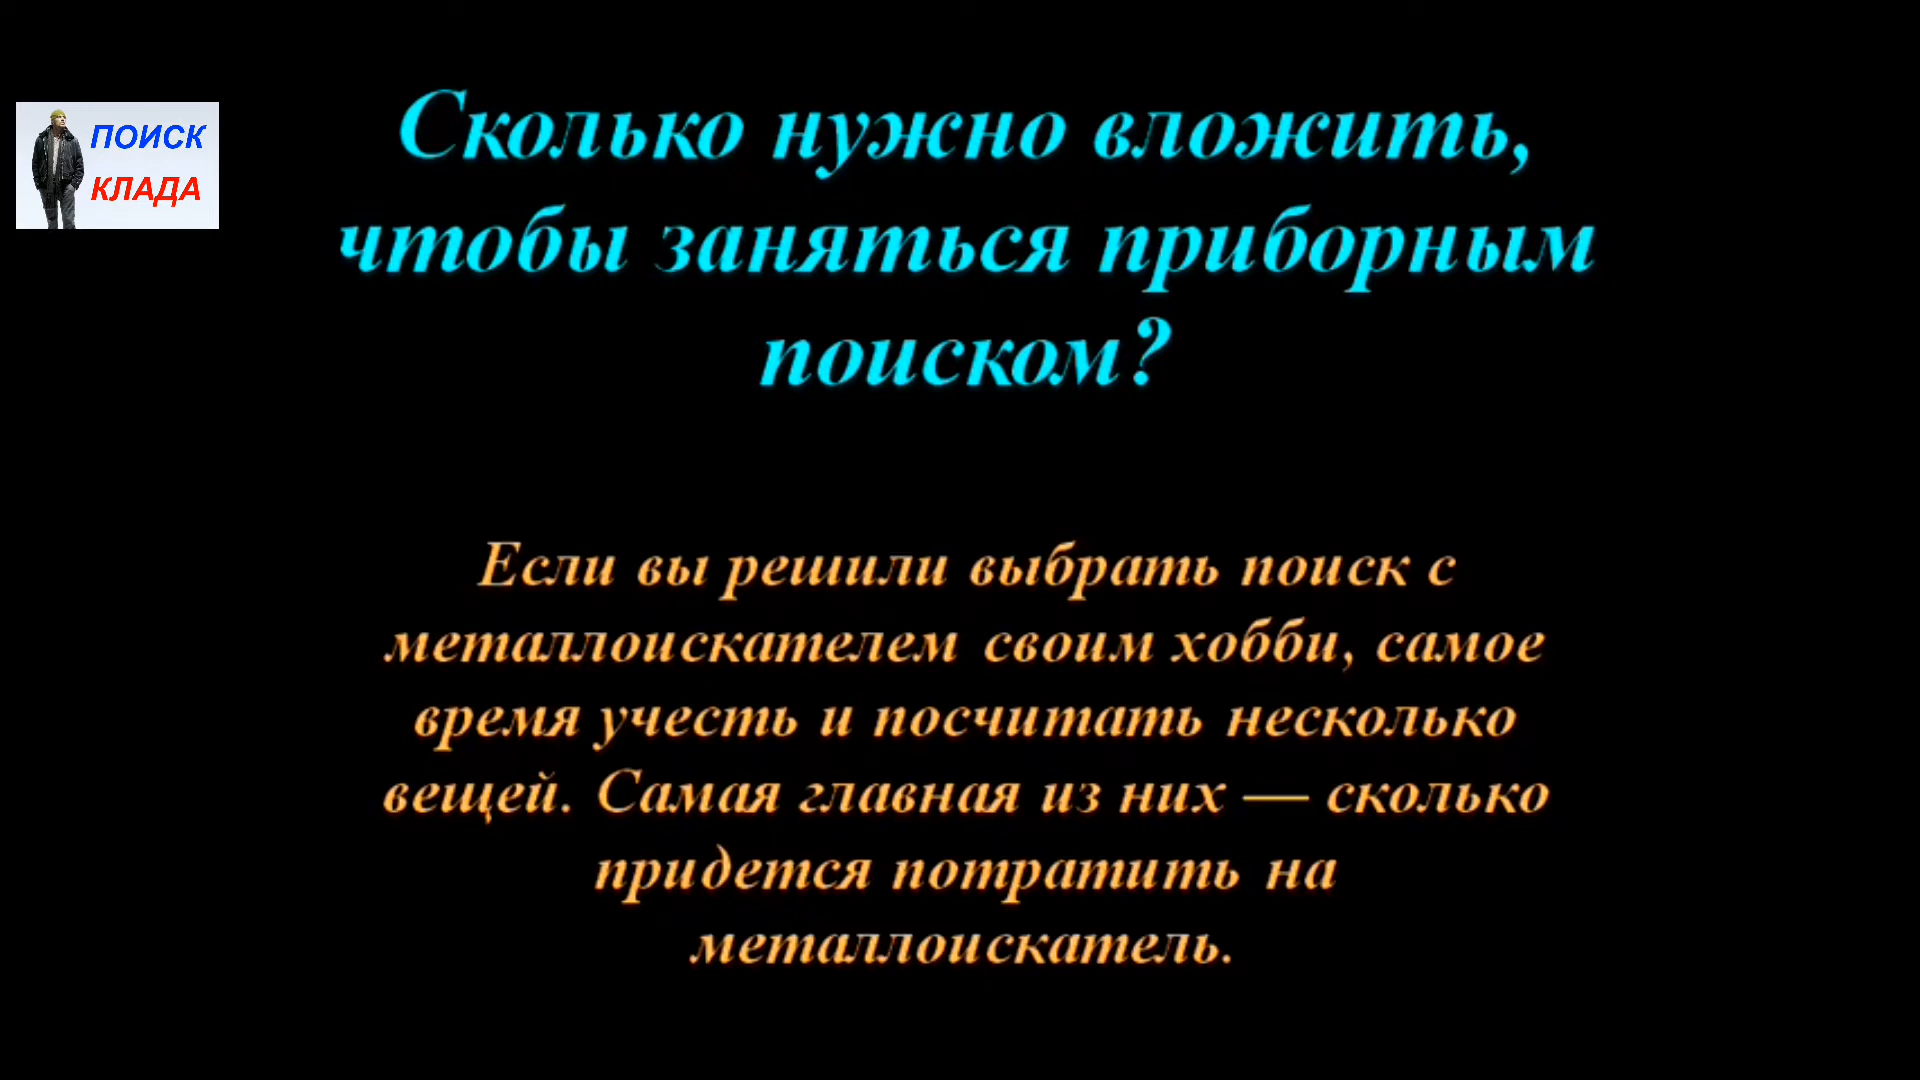 ПОИСК
КЛАДА
Сколько нужно вложить,
чтобы заняться приборным
поиском?
Если вы решили выбрать поиск с
металлоискателем своим хобби, самое
время учесть и посчитать несколько
вещей. Самая главная из них — сколько
придется потратить на
металлоискатель.